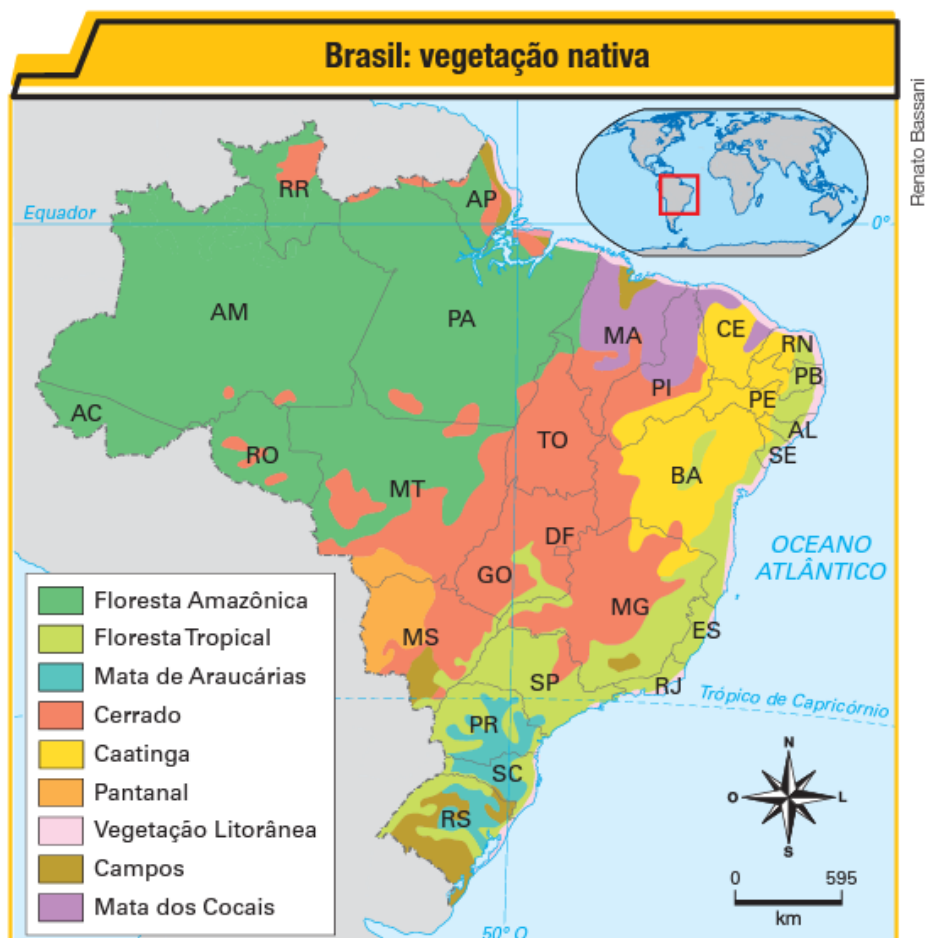 Brasil: vegetação nativa
Renato Bassani
Equador
0°
RR
AP
AM
PA
MA
CE
RN
PB
PI
PE
AC
AL
TO
SE
RO
BA
MT
DF
OCEANO
ATLÂNTICO
GO
MG
MS
ES
SP
RJ
Trópico de Capricórnio
PR
SC
RS
50° O
Floresta Amazônica
Floresta Tropical
Mata de Araucárias
Cerrado
Caatinga
Pantanal
Vegetação Litorânea
Campos
Mata dos Cocais
N
O
L
S
0 595
km